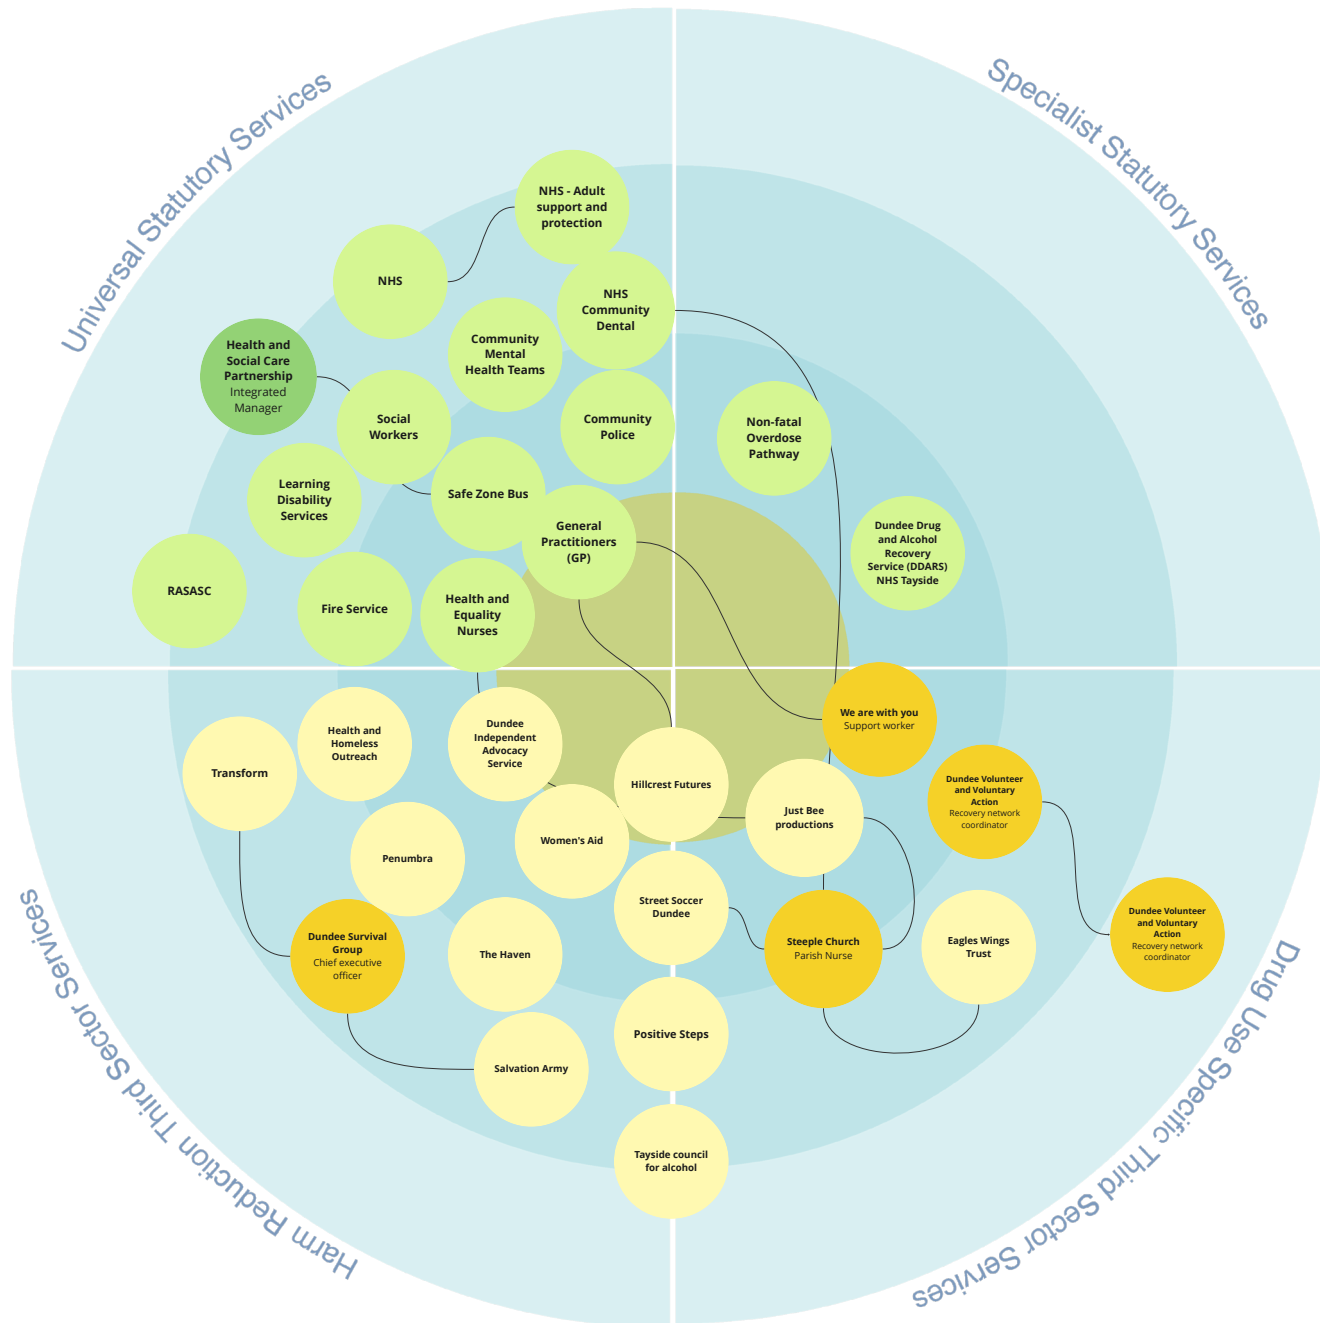 Universal Statutory Services
Specialist Statutory Services
NHS - Adult
support and
protection
NHS
NHS
Community
Dental
Community
Mental
Health Teams
Health and
Social Care
Partnership
Integrated
Manager
Social
Workers
Community
Police
Non-fatal
Overdose
Pathway
Learning
Disability
Services
Safe Zone Bus
General
Practitioners
(GP)
Dundee Drug
and Alcohol
Recovery
Service (DDARS)
NHS Tayside
RASASC
Fire Service
Health and
Equality
Nurses
Transform
Health and
Homeless
Outreach
Dundee
Independent
Advocacy
Service
Hillcrest Futures
We are with you
Support worker
Just Bee
productions
Dundee Volunteer
and Voluntary
Action
Recovery network
coordinator
Penumbra
Women's Aid
Street Soccer
Dundee
Dundee Survival
Group
Chief executive
officer
The Haven
Steeple Church
Parish Nurse
Eagles Wings
Trust
Dundee Volunteer
and Voluntary
Action
Recovery network
coordinator
Positive Steps
Salvation Army
Tayside council
for alcohol
Harm Reduction Third Sector Services
Drug Use Specific Third Sector Services